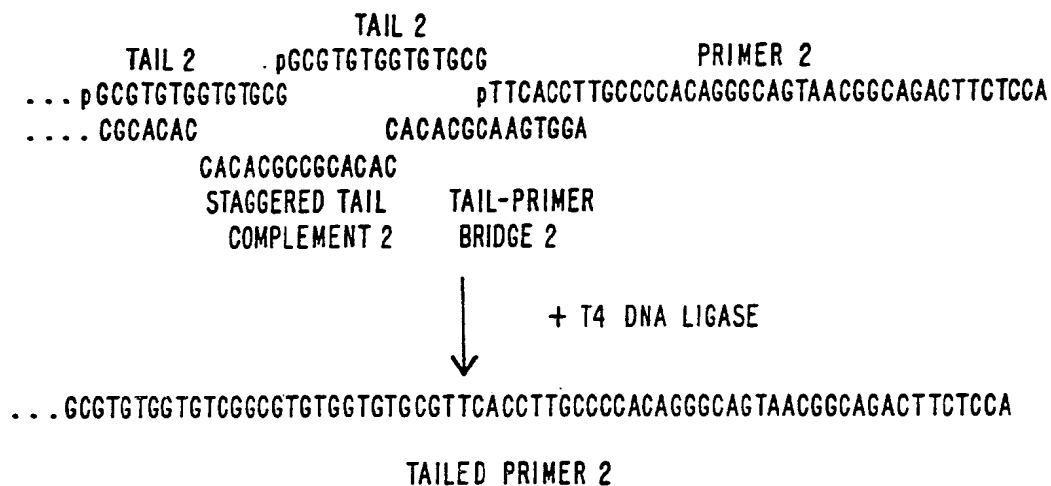 TAIL 2
TAIL 2 . pGCGTGTGGTGTGCG PRIMER 2
... pGCGTGTGGTGTGCG pTTCACCTTGCCCCACAGGGCAGTAACGGCAGACTTCTCCA
.... CGCACAC CACACGCAAGTGGA
CACACGCCGCACAC
STAGGERED TAIL TAIL-PRIMER
COMPLEMENT 2 BRIDGE 2
+ T4 DNA LIGASE
...GCGTGTGGTGTCGGCGTGTGGTGTGCGTTCACCTTGCCCCACAGGGCAGTAACGGCAGACTTCTCCA
TAILED PRIMER 2